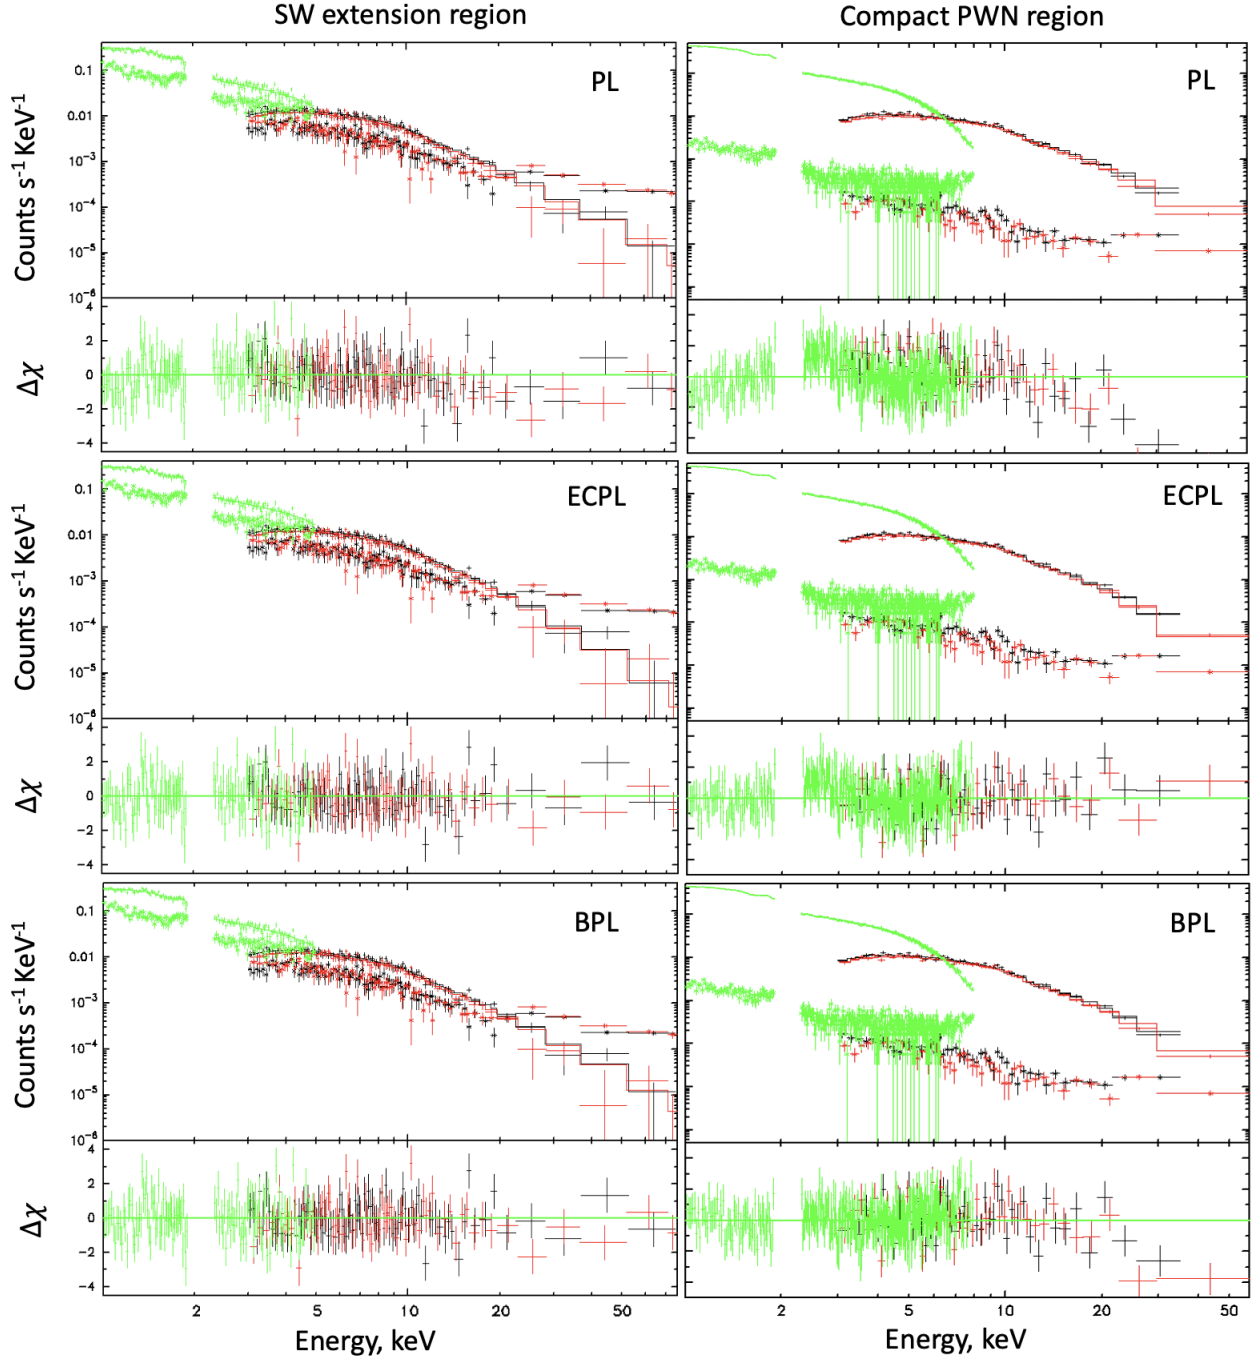 SW extension region Compact PWN region
PL PL
0.1
0.01
10⁻³
10⁻⁴
10⁻⁵
10⁻⁶
Counts s⁻¹ KeV⁻¹
4
2
0
−2
−4
Δχ
ECPL ECPL
0.1
0.01
10⁻³
10⁻⁴
10⁻⁵
10⁻⁶
Counts s⁻¹ KeV⁻¹
4
2
0
−2
−4
Δχ
BPL BPL
0.1
0.01
10⁻³
10⁻⁴
10⁻⁵
10⁻⁶
Counts s⁻¹ KeV⁻¹
4
2
0
−2
−4
Δχ
2 5 10 20 50 2 5 10 20 50
Energy, keV Energy, keV